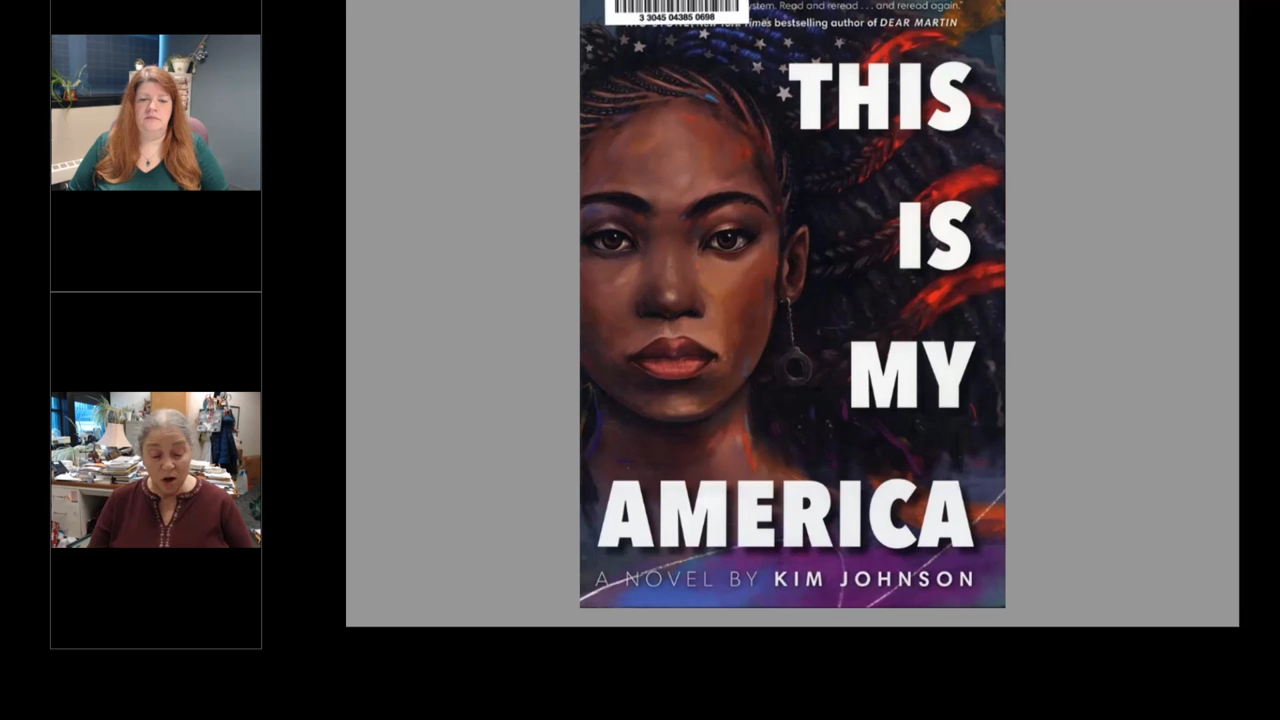 3 3045 04385 0698
ystem. Read and reread . . . and reread again."
Times bestselling author of DEAR MARTIN
THIS
IS
MY
AMERICA
A NOVEL BY KIM JOHNSON